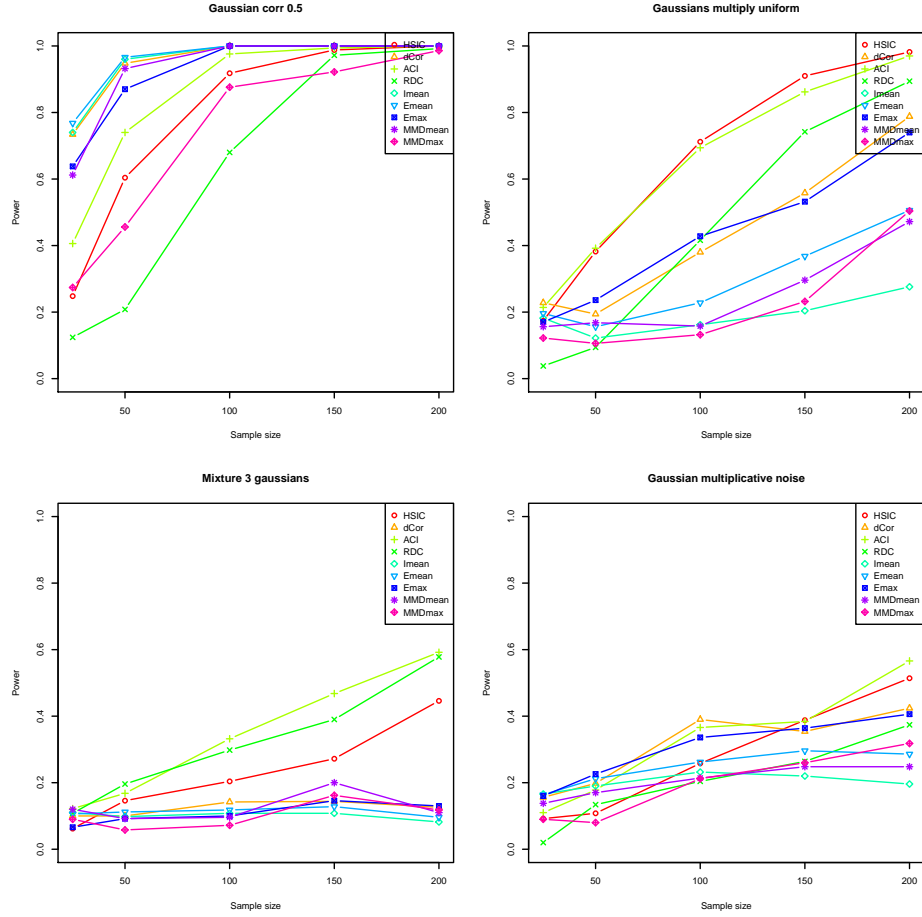 Gaussian corr 0.5
Power
0.0
0.2
0.4
0.6
0.8
1.0
50
100
150
200
Sample size
HSIC
dCor
ACI
RDC
Imean
Emean
Emax
MMDmean
MMDmax
Gaussians multiply uniform
Power
0.0
0.2
0.4
0.6
0.8
1.0
50
100
150
200
Sample size
HSIC
dCor
ACI
RDC
Imean
Emean
Emax
MMDmean
MMDmax
Mixture 3 gaussians
Power
0.0
0.2
0.4
0.6
0.8
1.0
50
100
150
200
Sample size
HSIC
dCor
ACI
RDC
Imean
Emean
Emax
MMDmean
MMDmax
Gaussian multiplicative noise
Power
0.0
0.2
0.4
0.6
0.8
1.0
50
100
150
200
Sample size
HSIC
dCor
ACI
RDC
Imean
Emean
Emax
MMDmean
MMDmax